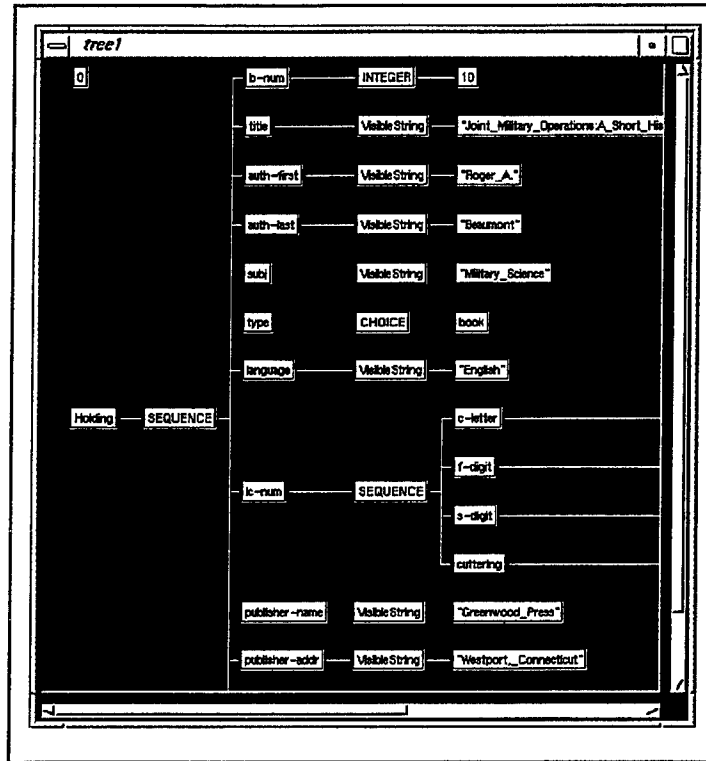 tree1
0
b-num INTEGER 10
title VisibleString "Joint_Military_Operations:A_Short_His
auth-first VisibleString "Roger_A."
auth-last VisibleString "Beaumont"
subj VisibleString "Military_Science"
type CHOICE book
language VisibleString "English"
Holding SEQUENCE c-letter
f-digit
lc-num SEQUENCE
s-digit
cuttering
publisher-name VisibleString "Greenwood_Press"
publisher-addr VisibleString "Westport,_Connecticut"